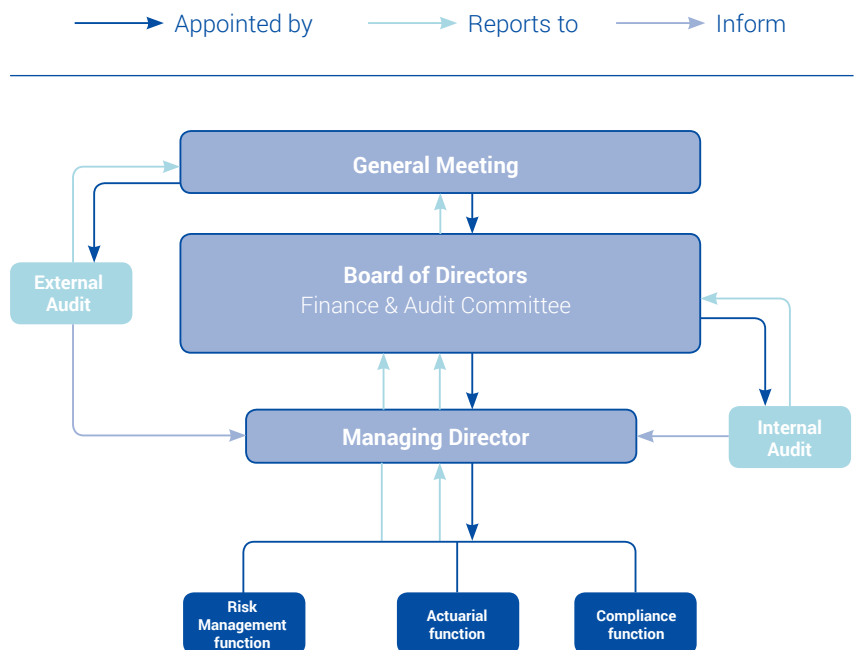 Appointed by
Reports to
Inform
General Meeting
Board of Directors
Finance & Audit Committee
External
Audit
Managing Director
Internal
Audit
Risk
Management
function
Actuarial
function
Compliance
function